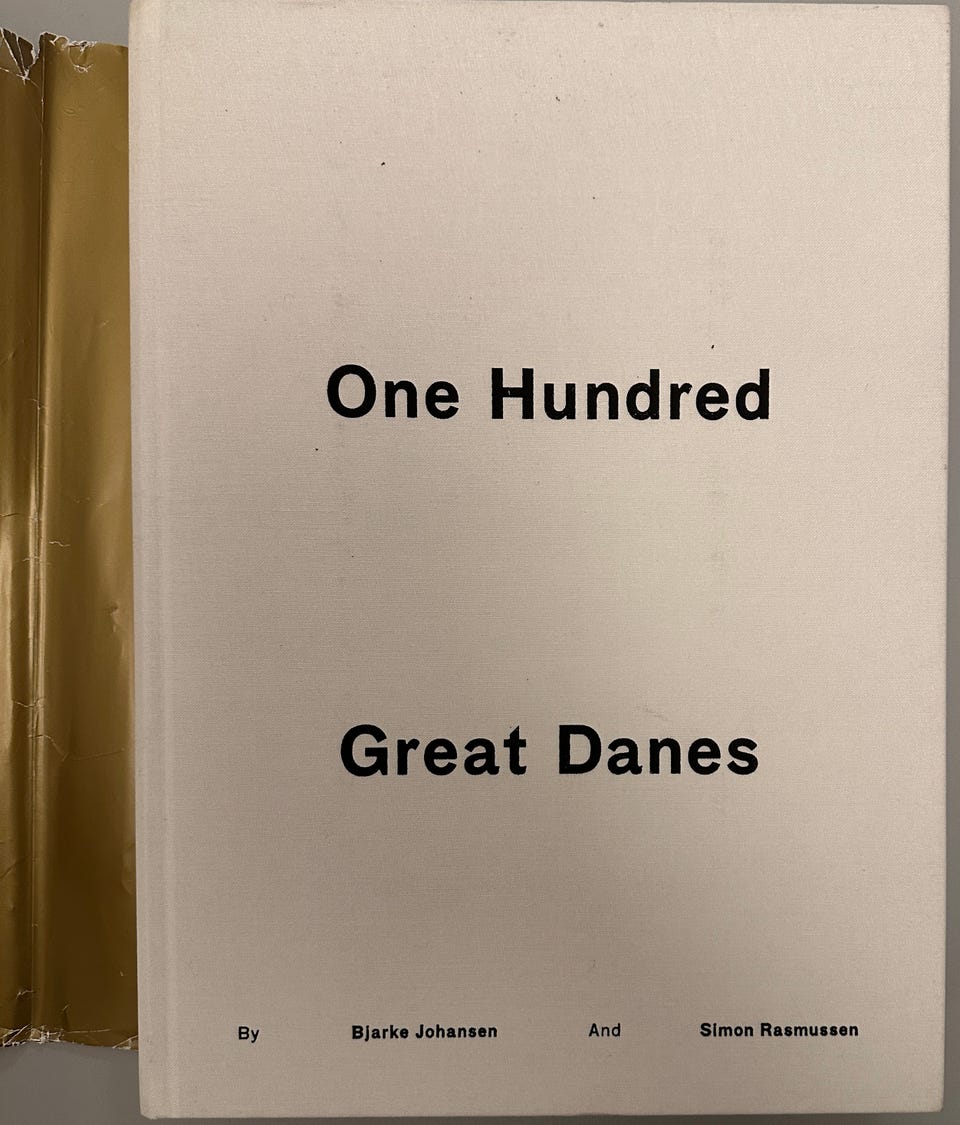 One Hundred
Great Danes
By Bjarke Johansen And Simon Rasmussen